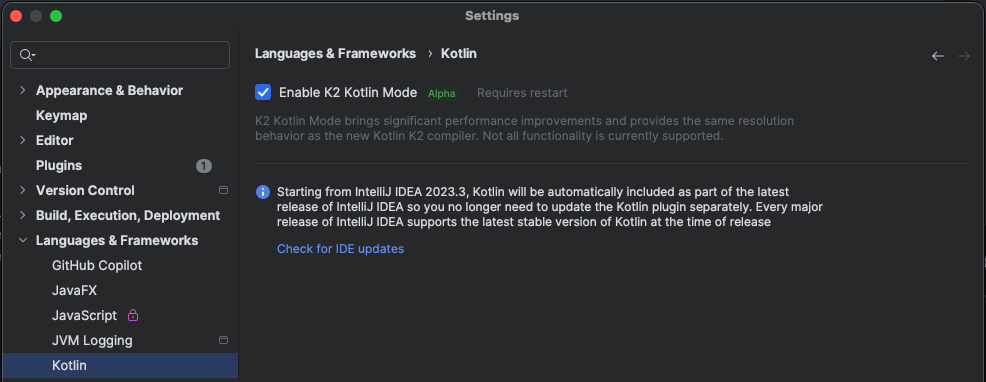 Settings
Languages & Frameworks › Kotlin
Appearance & Behavior
Keymap
Editor
Plugins 1
Version Control
Build, Execution, Deployment
Languages & Frameworks
GitHub Copilot
JavaFX
JavaScript
JVM Logging
Kotlin
Enable K2 Kotlin Mode Alpha Requires restart
K2 Kotlin Mode brings significant performance improvements and provides the same resolution
behavior as the new Kotlin K2 compiler. Not all functionality is currently supported.
Starting from IntelliJ IDEA 2023.3, Kotlin will be automatically included as part of the latest
release of IntelliJ IDEA so you no longer need to update the Kotlin plugin separately. Every major
release of IntelliJ IDEA supports the latest stable version of Kotlin at the time of release
Check for IDE updates